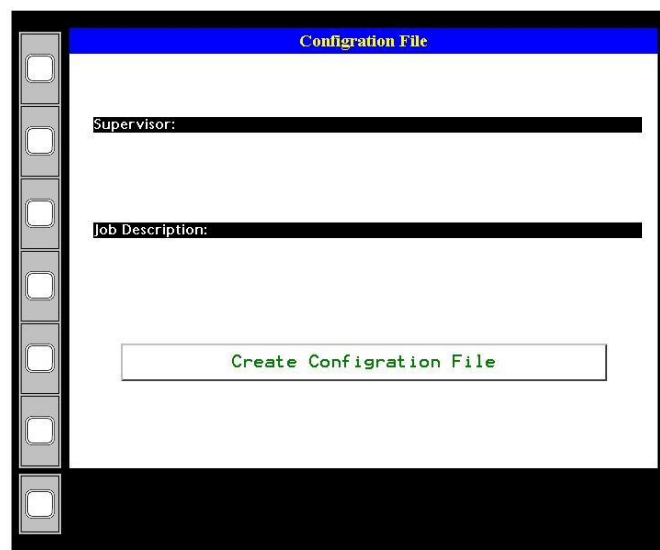 Configration File
Supervisor:
Job Description:
Create Configration File